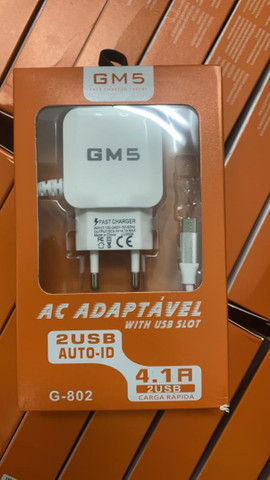 GM5
GM5
FAST CHARGER
AC ADAPTÁVEL
WITH USB SLOT
2USB
AUTO-ID
4.1A
2USB
CARGA RÁPIDA
G-802